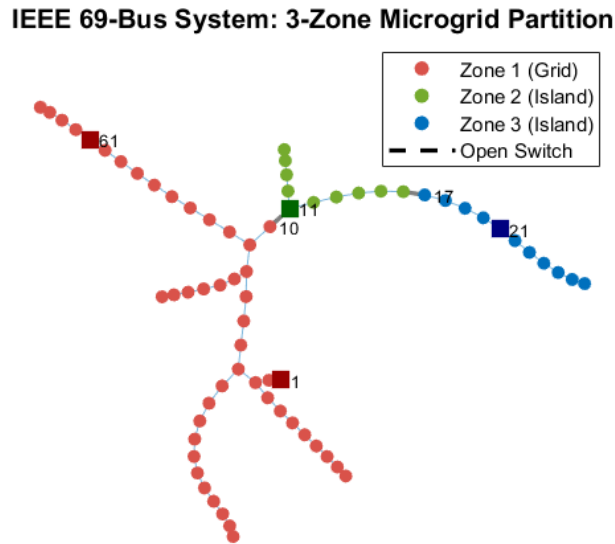 IEEE 69-Bus System: 3-Zone Microgrid Partition
Zone 1 (Grid)
Zone 2 (Island)
Zone 3 (Island)
Open Switch
61
11
10
17
21
1